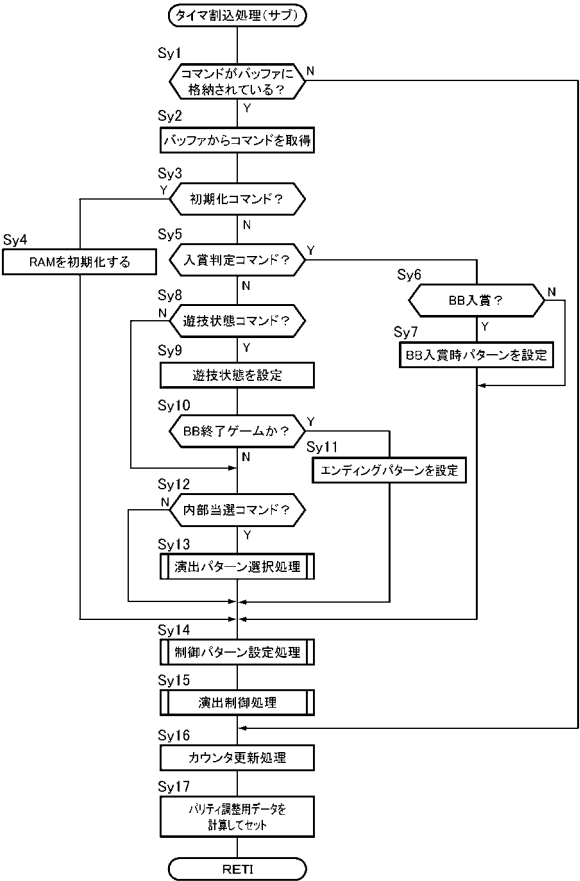 タイマ割込処理(サブ)
Sy1
コマンドがバッファに
格納されている?
N
Y
Sy2
バッファからコマンドを取得
Sy3
Y
初期化コマンド?
N
Sy4
RAMを初期化する
Sy5
入賞判定コマンド?
Y
N
Sy6
BB入賞?
N
Y
Sy7
BB入賞時パターンを設定
Sy8
N
遊技状態コマンド?
Y
Sy9
遊技状態を設定
Sy10
BB終了ゲームか?
Y
N
Sy11
エンディングパターンを設定
Sy12
N
内部当選コマンド?
Y
Sy13
演出パターン選択処理
Sy14
制御パターン設定処理
Sy15
演出制御処理
Sy16
カウンタ更新処理
Sy17
パリティ調整用データを
計算してセット
RETI